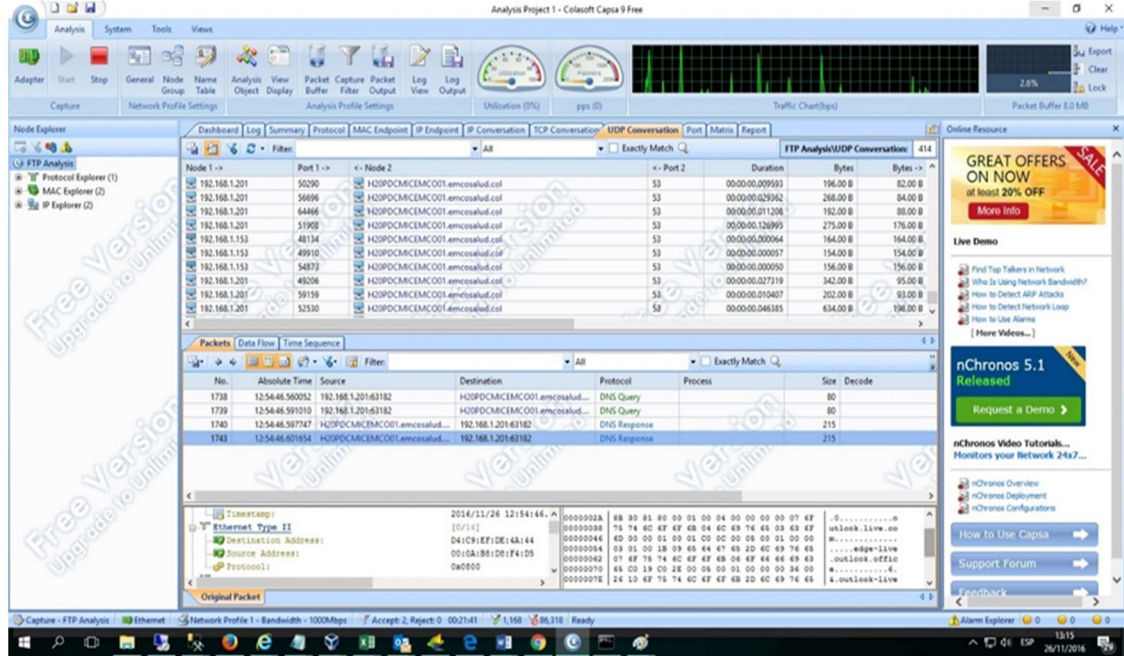 Analysis Project 1 - Colasoft Capsa 9 Free
Analysis System Tools Views Help
Adapter Start Stop General Node Group Name Table Analysis Object View Display Packet Buffer Capture Filter Packet Output Log View Log Output
Export
Clear
Lock
2.6%
Capture Network Profile Settings Analysis Profile Settings Utilization (0%) pps (0) Traffic Chart(bps) Packet Buffer 8.0 MB
Node Explorer
FTP Analysis
Protocol Explorer (1)
MAC Explorer (2)
IP Explorer (2)
Dashboard Log Summary Protocol MAC Endpoint IP Endpoint IP Conversation TCP Conversation UDP Conversation Port Matrix Report
Filter: All Exactly Match FTP Analysis\UDP Conversation: 414
Node 1 -> Port 1 -> <- Node 2 <- Port 2 Duration Bytes Bytes ->
192.168.1.201 50290 H20PDCMICEMCO01.emcosalud.col 53 00:00:00.009593 196.00 B 82.00 B
192.168.1.201 56696 H20PDCMICEMCO01.emcosalud.col 53 00:00:00.029362 268.00 B 84.00 B
192.168.1.201 64466 H20PDCMICEMCO01.emcosalud.col 53 00:00:00.011208 192.00 B 88.00 B
192.168.1.201 51908 H20PDCMICEMCO01.emcosalud.col 53 00:00:00.126995 275.00 B 176.00 B
192.168.1.153 48134 H20PDCMICEMCO01.emcosalud.col 53 00:00:00.000064 164.00 B 164.00 B
192.168.1.153 49910 H20PDCMICEMCO01.emcosalud.col 53 00:00:00.000057 154.00 B 154.00 B
192.168.1.153 54873 H20PDCMICEMCO01.emcosalud.col 53 00:00:00.000050 156.00 B 156.00 B
192.168.1.201 49206 H20PDCMICEMCO01.emcosalud.col 53 00:00:00.027319 342.00 B 95.00 B
192.168.1.201 59159 H20PDCMICEMCO01.emcosalud.col 53 00:00:00.010407 202.00 B 93.00 B
192.168.1.201 52530 H20PDCMICEMCO01.emcosalud.col 53 00:00:00.046385 634.00 B 198.00 B
Packets Data Flow Time Sequence
Filter: All Exactly Match
No. Absolute Time Source Destination Protocol Process Size Decode
1738 12:54:46.560052 192.168.1.201:63182 H20PDCMICEMCO01.emcosalud.... DNS Query 80
1739 12:54:46.591010 192.168.1.201:63182 H20PDCMICEMCO01.emcosalud.... DNS Query 80
1740 12:54:46.597747 H20PDCMICEMCO01.emcosalud.... 192.168.1.201:63182 DNS Response 215
1743 12:54:46.601654 H20PDCMICEMCO01.emcosalud.... 192.168.1.201:63182 DNS Response 215
Timestamp: 2016/11/26 12:54:46.
Ethernet Type II [0/14]
Destination Address: D4:C9:EF:DE:4A:44
Source Address: 00:0A:B8:D8:F4:D5
Protocol: 0x0800
Original Packet
Online Resource
GREAT OFFERS
ON NOW
at least 20% OFF
SALE
More Info
Live Demo
Find Top Talkers in Network
Who Is Using Network Bandwidth?
How to Detect ARP Attacks
How to Detect Network Loop
How to Use Alarms
[ More Videos... ]
nChronos 5.1
New
Released
Request a Demo
nChronos Video Tutorials...
Monitors your Network 24x7...
nChronos Overview
nChronos Deployment
nChronos Configurations
How to Use Capsa
Support Forum
Feedback
Free Version
Upgrade to Unlimited
Capture - FTP Analysis Ethernet Network Profile 1 - Bandwidth - 1000Mbps Accept: 2, Reject: 0 00:21:41 1,168 86,318 Ready Alarm Explorer 0 0 0
ESP
13:15
26/11/2016